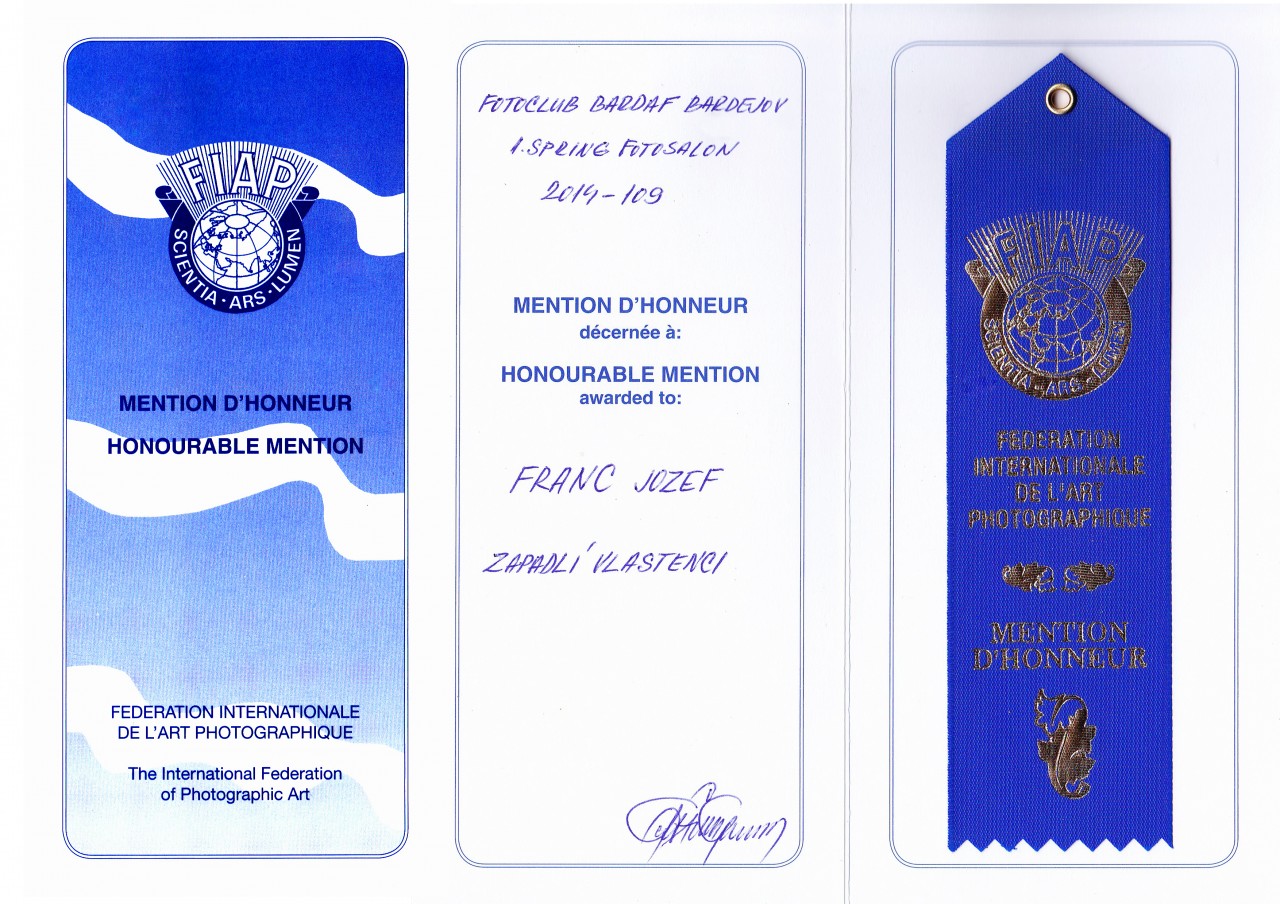 FIAP
SCIENTIA · ARS · LUMEN
MENTION D'HONNEUR
HONOURABLE MENTION
FEDERATION INTERNATIONALE
DE L'ART PHOTOGRAPHIQUE
The International Federation
of Photographic Art
FOTOCLUB BARDAF BARDEJOV
1. SPRING FOTOSALON
2014-109
MENTION D'HONNEUR
décernée à:
HONOURABLE MENTION
awarded to:
FRANC JOZEF
ZAPADLÍ VLASTENCI
FIAP
SCIENTIA · ARS · LUMEN
FEDERATION
INTERNATIONALE
DE L'ART
PHOTOGRAPHIQUE
MENTION
D'HONNEUR